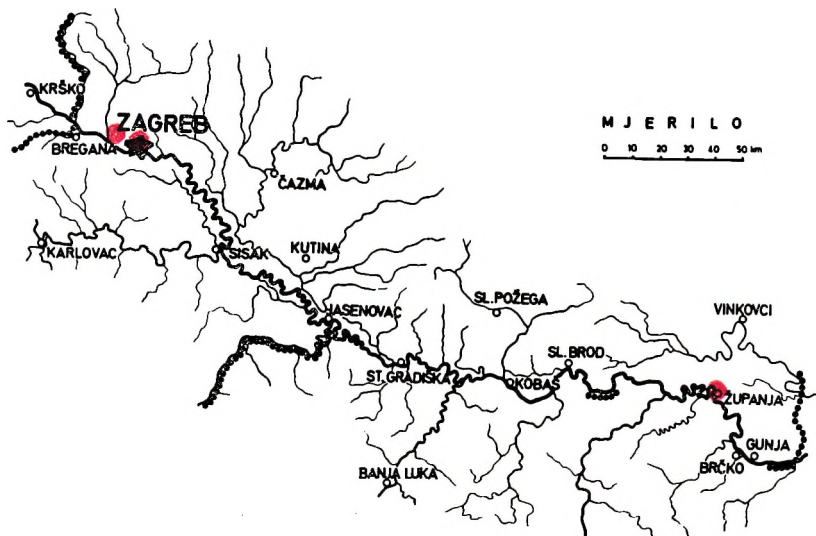 KRŠKO
ZAGREB
BREGANA
MJERILO
0 10 20 30 40 50 km
ČAZMA
KARLOVAC
SISAK
KUTINA
JASENOVAC
SL. POŽEGA
VINKOVCI
ST. GRADIŠKA
KOBAŠ
SL. BROD
ŽUPANJA
BANJA LUKA
BRČKO
GUNJA